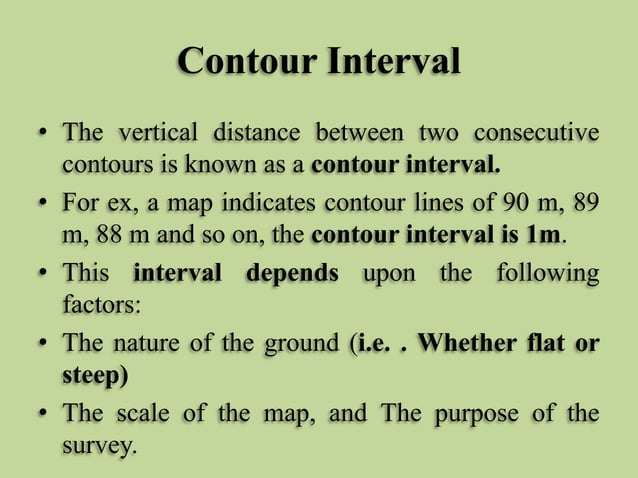 Contour Interval
• The vertical distance between two consecutive
contours is known as a contour interval.
• For ex, a map indicates contour lines of 90 m, 89
m, 88 m and so on, the contour interval is 1m.
• This interval depends upon the following
factors:
• The nature of the ground (i.e. . Whether flat or
steep)
• The scale of the map, and The purpose of the
survey.